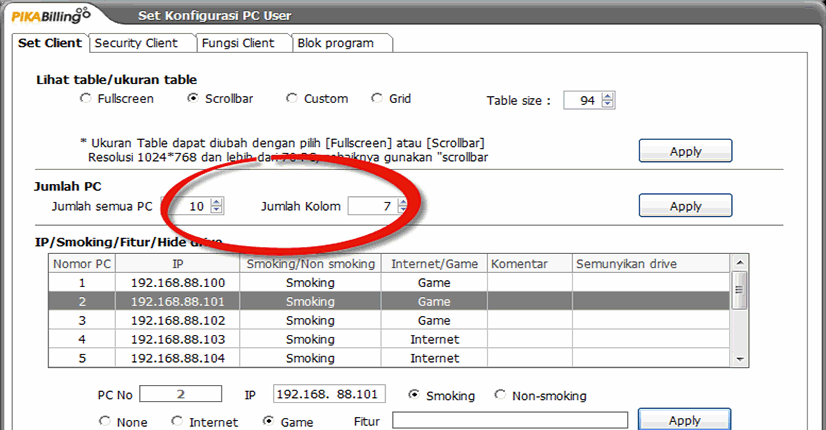 PIKABilling Set Konfigurasi PC User
Set Client Security Client Fungsi Client Blok program
Lihat table/ukuran table
Fullscreen Scrollbar Custom Grid Table size : 94
* Ukuran Table dapat diubah dengan pilih [Fullscreen] atau [Scrollbar]
Resolusi 1024*768 dan lebih dari 70 PC, sebaiknya gunakan "scrollbar
Apply
Jumlah PC
Jumlah semua PC 10 Jumlah Kolom 7 Apply
IP/Smoking/Fitur/Hide drive
Nomor PC IP Smoking/Non smoking Internet/Game Komentar Semunyikan drive
1 192.168.88.100 Smoking Game
2 192.168.88.101 Smoking Game
3 192.168.88.102 Smoking Game
4 192.168.88.103 Smoking Internet
5 192.168.88.104 Smoking Internet
PC No 2 IP 192.168. 88.101 Smoking Non-smoking
None Internet Game Fitur Apply